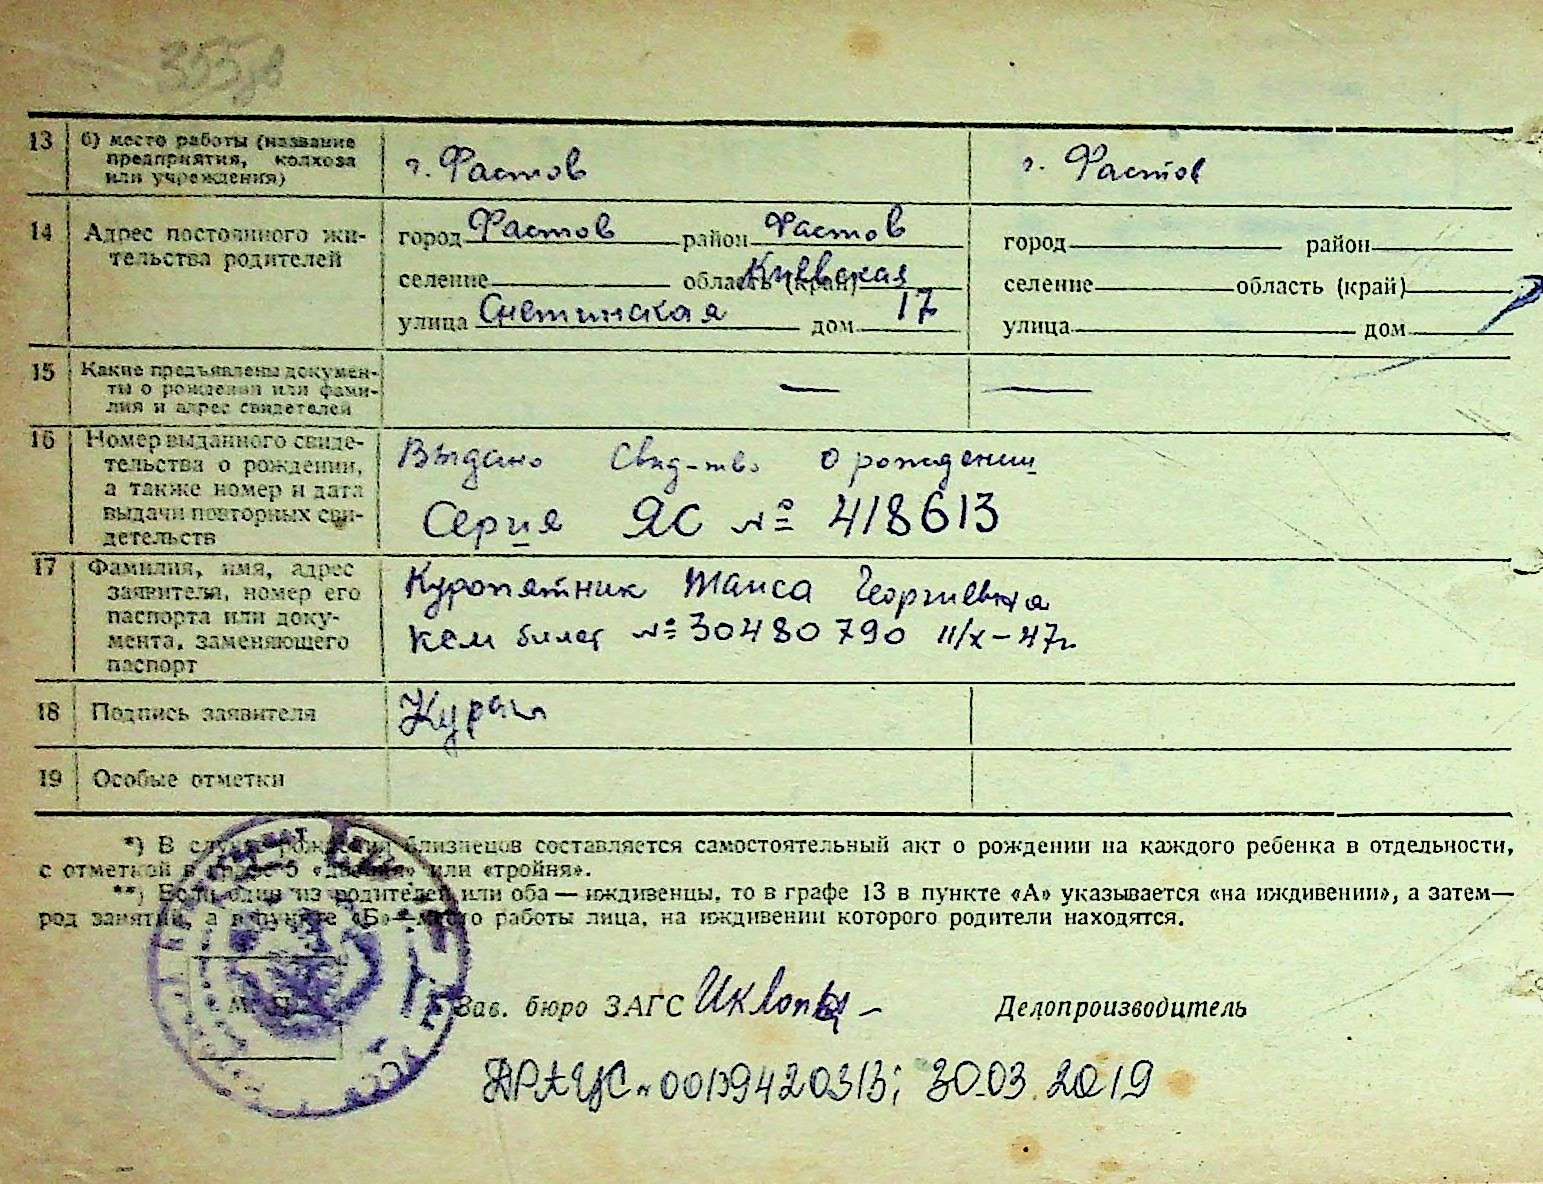 355
13 б) место работы (название предприятия, колхоза или учреждения) г. Фастов г. Фастов
14 Адрес постоянного жительства родителей
город Фастов район Фастов город район
селение область (край) Киевская селение область (край)
улица Снетинская дом 17 улица дом
15 Какие предъявлены документы о рождении или фамилия и адрес свидетелей — —
16 Номер выданного свидетельства о рождении, а также номер и дата выдачи повторных свидетельств
Выдано Свид-тво о рождении
Серия ЯС № 418613
17 Фамилия, имя, адрес заявителя, номер его паспорта или документа, заменяющего паспорт
Куропятник Таиса Георгиевна
билет № 30480790 11/X-47г.
18 Подпись заявителя
19 Особые отметки
*) В случае рождения близнецов составляется самостоятельный акт о рождении на каждого ребенка в отдельности,
с отметкой в графе 5 «двойня» или «тройня».
**) Если один из родителей или оба — иждивенцы, то в графе 13 в пункте «А» указывается «на иждивении», а затем—
род занятий, а в пункте «Б»—место работы лица, на иждивении которого родители находятся.
М. П.
Зав. бюро ЗАГС Делопроизводитель
ДРАЦС № 00139420313; 30.03.2019